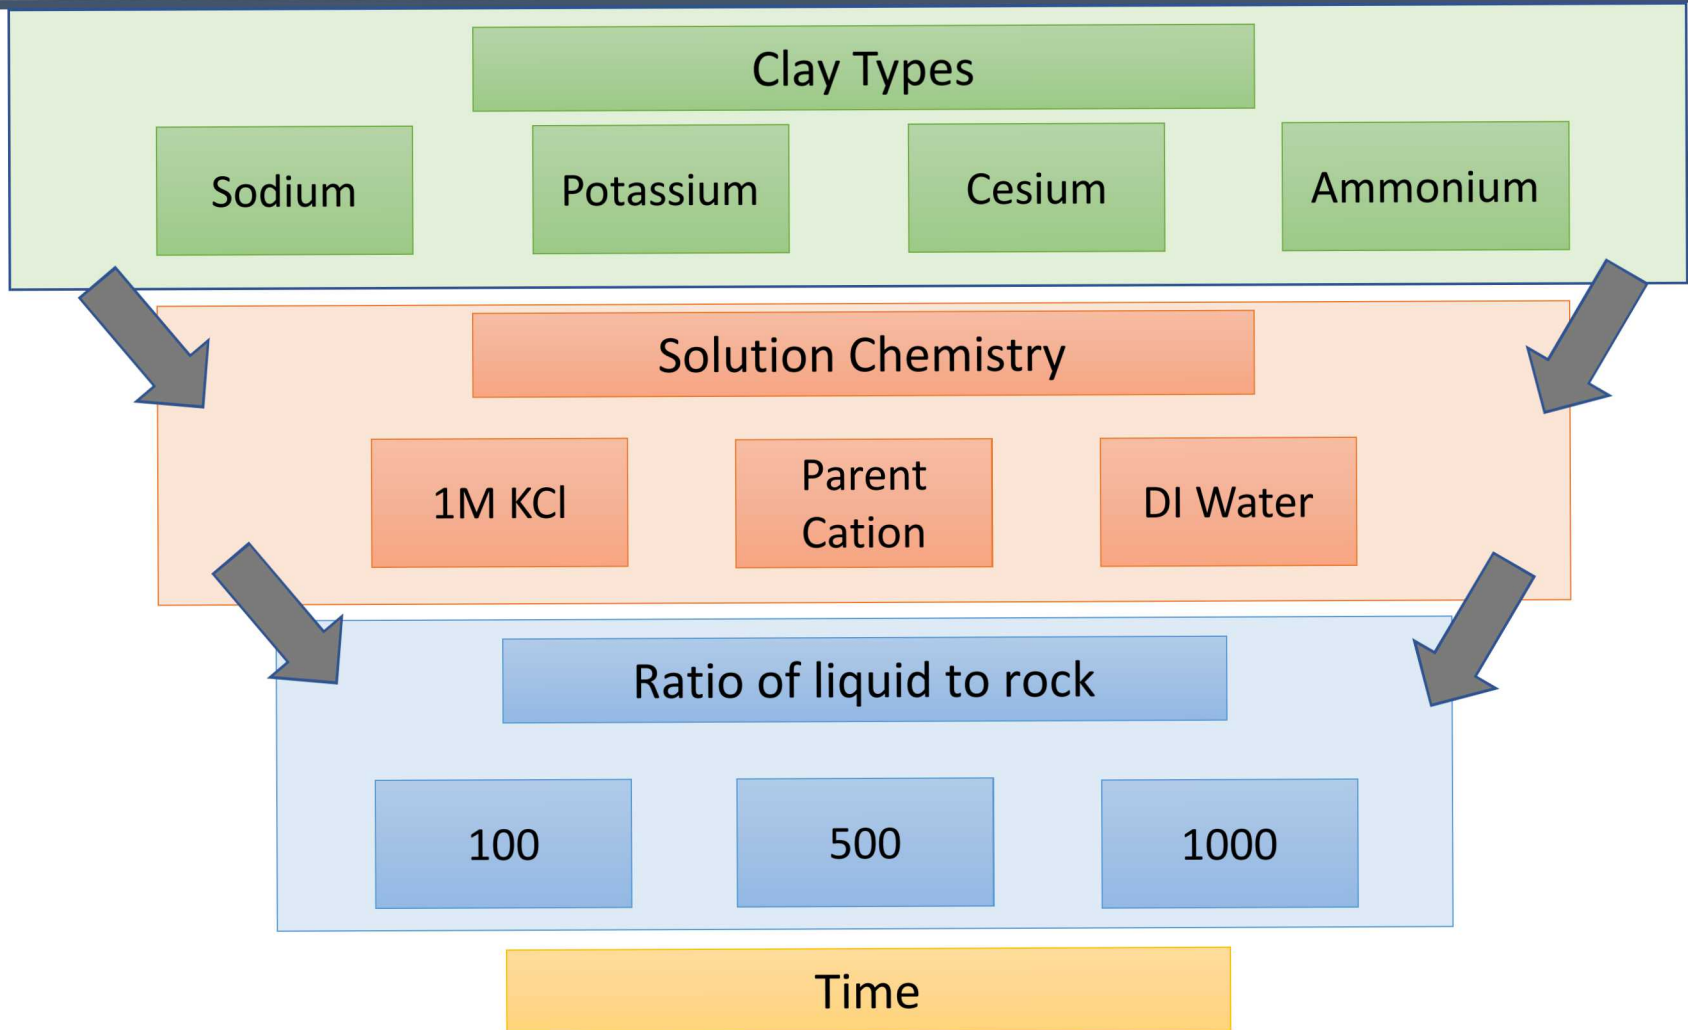 Clay Types
Sodium
Potassium
Cesium
Ammonium
Solution Chemistry
1M KCl
Parent
Cation
DI Water
Ratio of liquid to rock
100
500
1000
Time